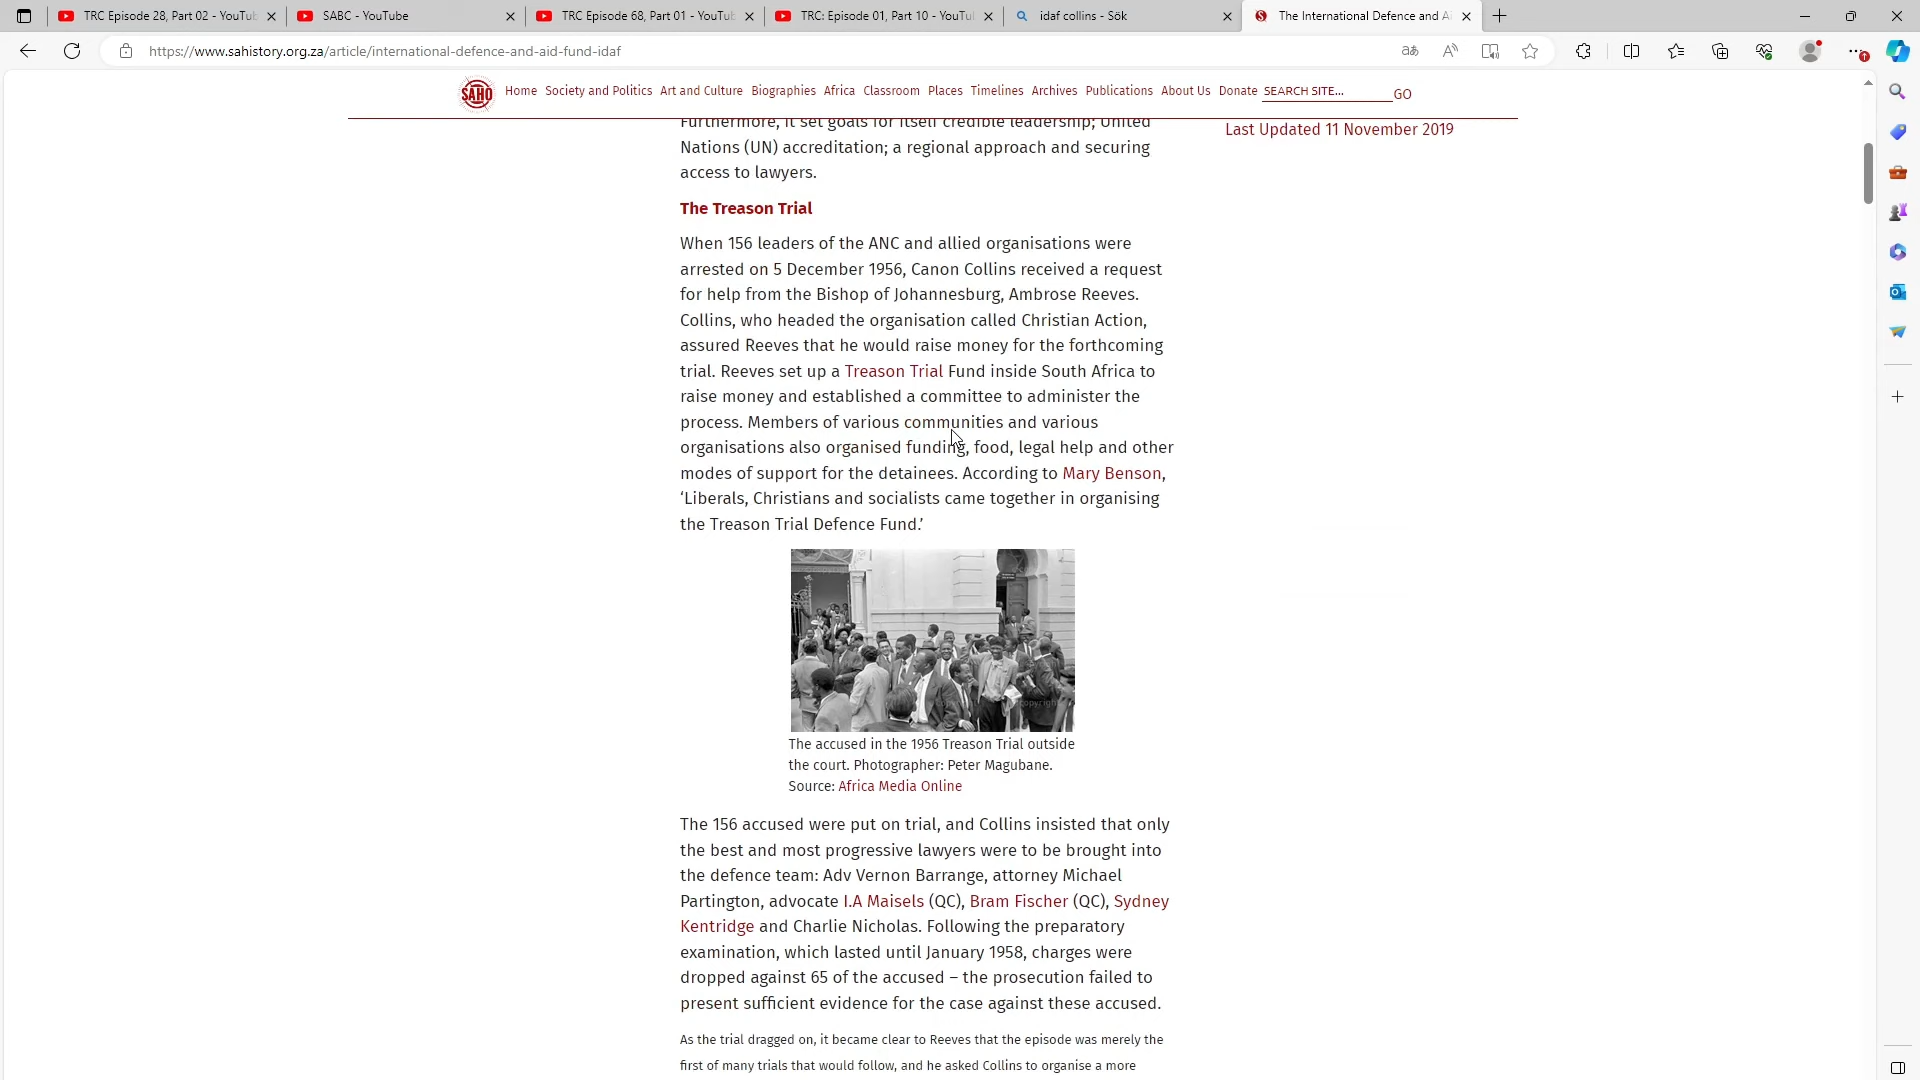 TRC Episode 28, Part 02 - YouTu
SABC - YouTube
TRC Episode 68, Part 01 - YouTu
TRC: Episode 01, Part 10 - YouTu
idaf collins - Sök
The International Defence and Ai
https://www.sahistory.org.za/article/international-defence-and-aid-fund-idaf
SAHO
Home Society and Politics Art and Culture Biographies Africa Classroom Places Timelines Archives Publications About Us Donate SEARCH SITE... GO
Furthermore, it set goals for itself credible leadership; United
Last Updated 11 November 2019
Nations (UN) accreditation; a regional approach and securing
access to lawyers.
The Treason Trial
When 156 leaders of the ANC and allied organisations were
arrested on 5 December 1956, Canon Collins received a request
for help from the Bishop of Johannesburg, Ambrose Reeves.
Collins, who headed the organisation called Christian Action,
assured Reeves that he would raise money for the forthcoming
trial. Reeves set up a Treason Trial Fund inside South Africa to
raise money and established a committee to administer the
process. Members of various communities and various
organisations also organised funding, food, legal help and other
modes of support for the detainees. According to Mary Benson,
‘Liberals, Christians and socialists came together in organising
the Treason Trial Defence Fund.’
The accused in the 1956 Treason Trial outside
the court. Photographer: Peter Magubane.
Source: Africa Media Online
The 156 accused were put on trial, and Collins insisted that only
the best and most progressive lawyers were to be brought into
the defence team: Adv Vernon Barrange, attorney Michael
Partington, advocate I.A Maisels (QC), Bram Fischer (QC), Sydney
Kentridge and Charlie Nicholas. Following the preparatory
examination, which lasted until January 1958, charges were
dropped against 65 of the accused – the prosecution failed to
present sufficient evidence for the case against these accused.
As the trial dragged on, it became clear to Reeves that the episode was merely the
first of many trials that would follow, and he asked Collins to organise a more